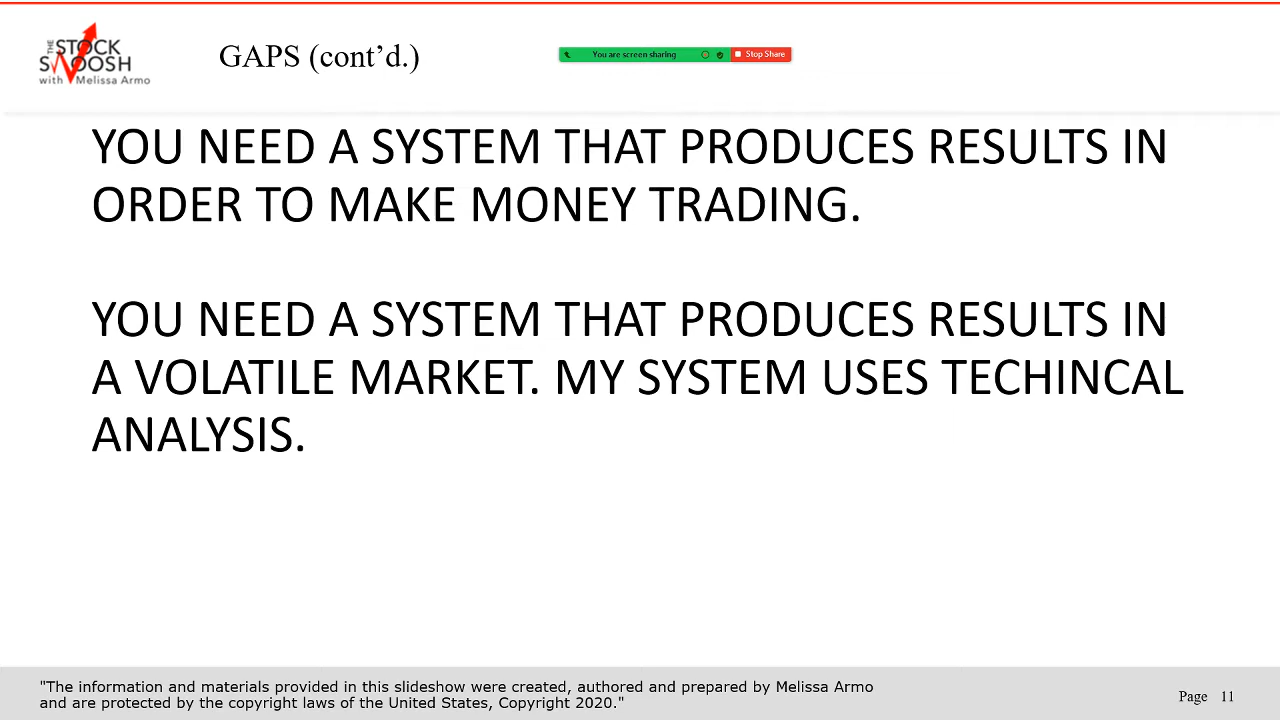 THE
STOCK
SWOOSH
with Melissa Armo
GAPS (cont’d.)
You are screen sharing
Stop Share
YOU NEED A SYSTEM THAT PRODUCES RESULTS IN
ORDER TO MAKE MONEY TRADING.
YOU NEED A SYSTEM THAT PRODUCES RESULTS IN
A VOLATILE MARKET. MY SYSTEM USES TECHINCAL
ANALYSIS.
"The information and materials provided in this slideshow were created, authored and prepared by Melissa Armo
and are protected by the copyright laws of the United States, Copyright 2020."
Page 11